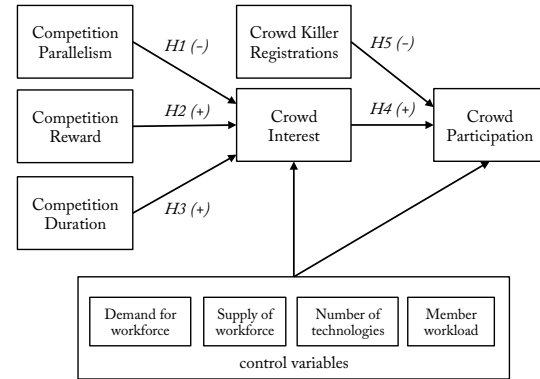 Competition
Parallelism
H1 (-)
Crowd Killer
Registrations
H5 (-)
Competition
Reward
H2 (+)
Crowd
Interest
H4 (+)
Crowd
Participation
Competition
Duration
H3 (+)
Demand for
workforce
Supply of
workforce
Number of
technologies
Member
workload
control variables